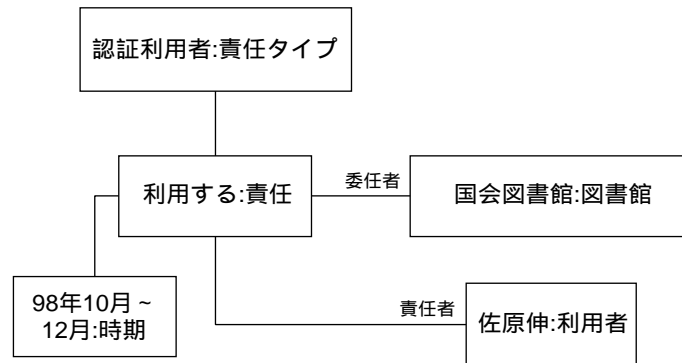 認証利用者:責任タイプ
利用する:責任
委任者
国会図書館:図書館
98年10月~
12月:時期
責任者
佐原伸:利用者